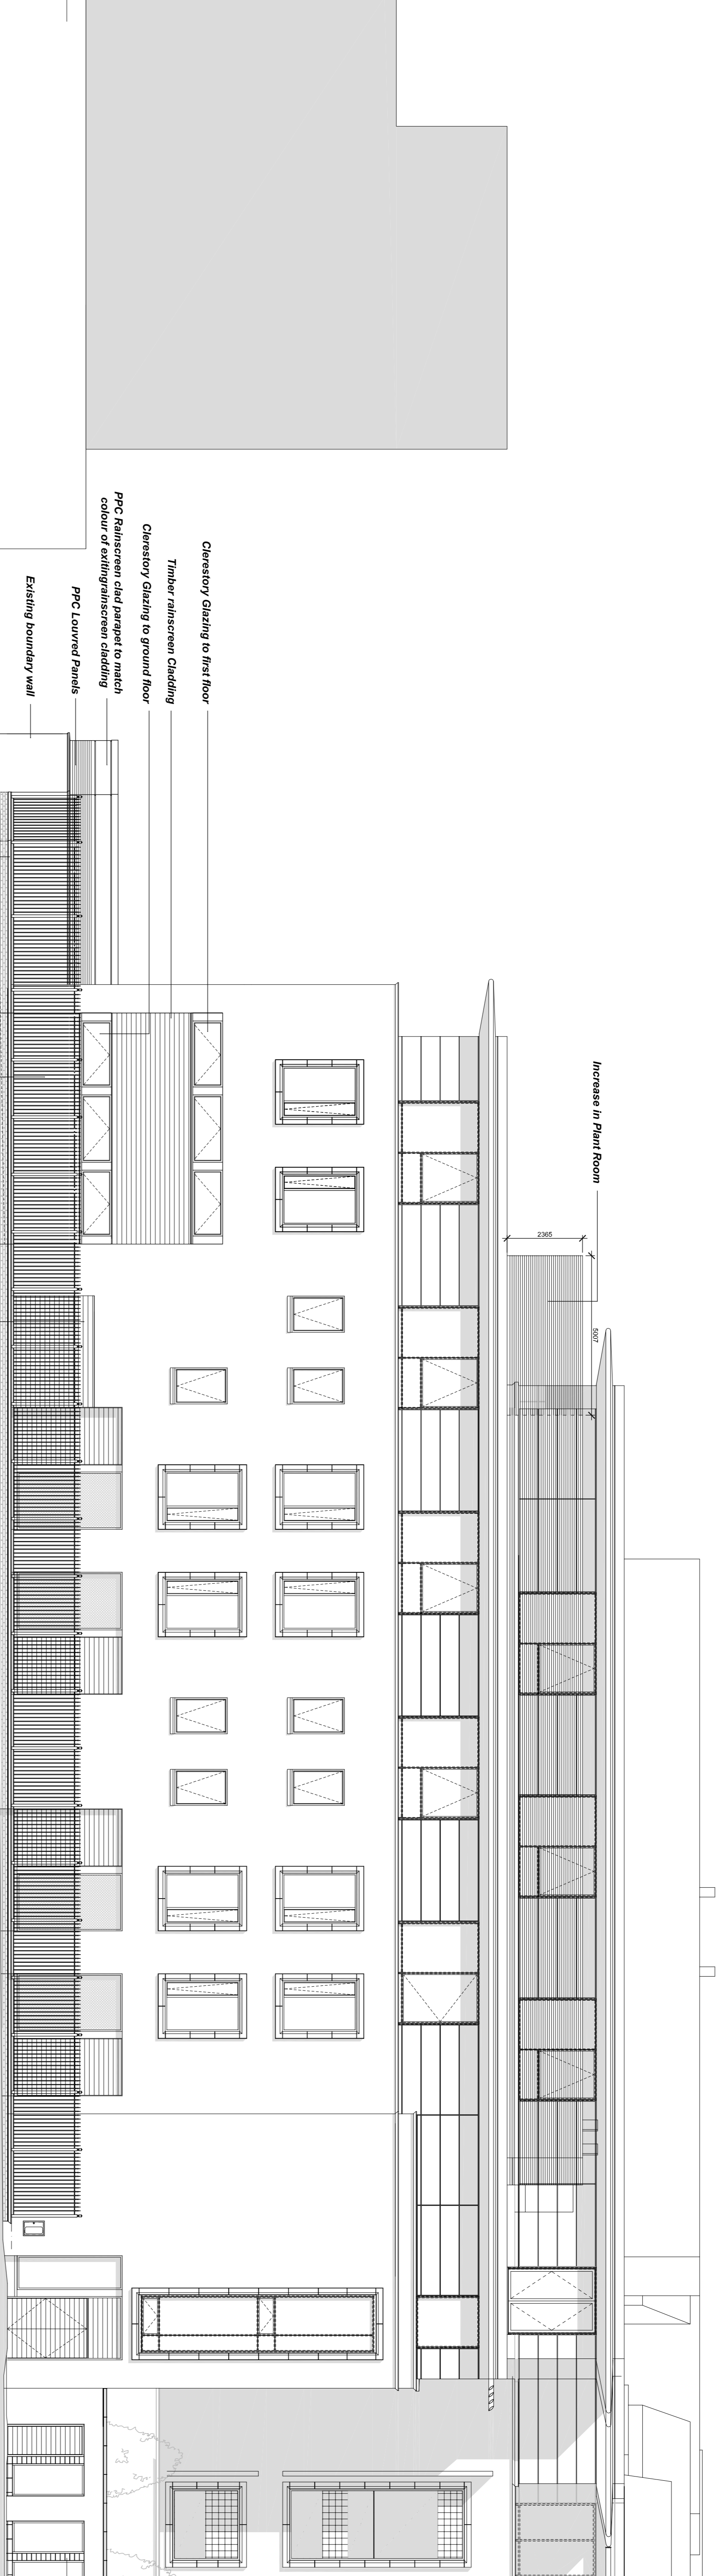 Increase in Plant Room
2365
5007
Clerestory Glazing to first floor
Timber rainscreen Cladding
Clerestory Glazing to ground floor
PPC Rainscreen clad parapet to match
colour of exitingrainscreen cladding
PPC Louvred Panels
Existing boundary wall